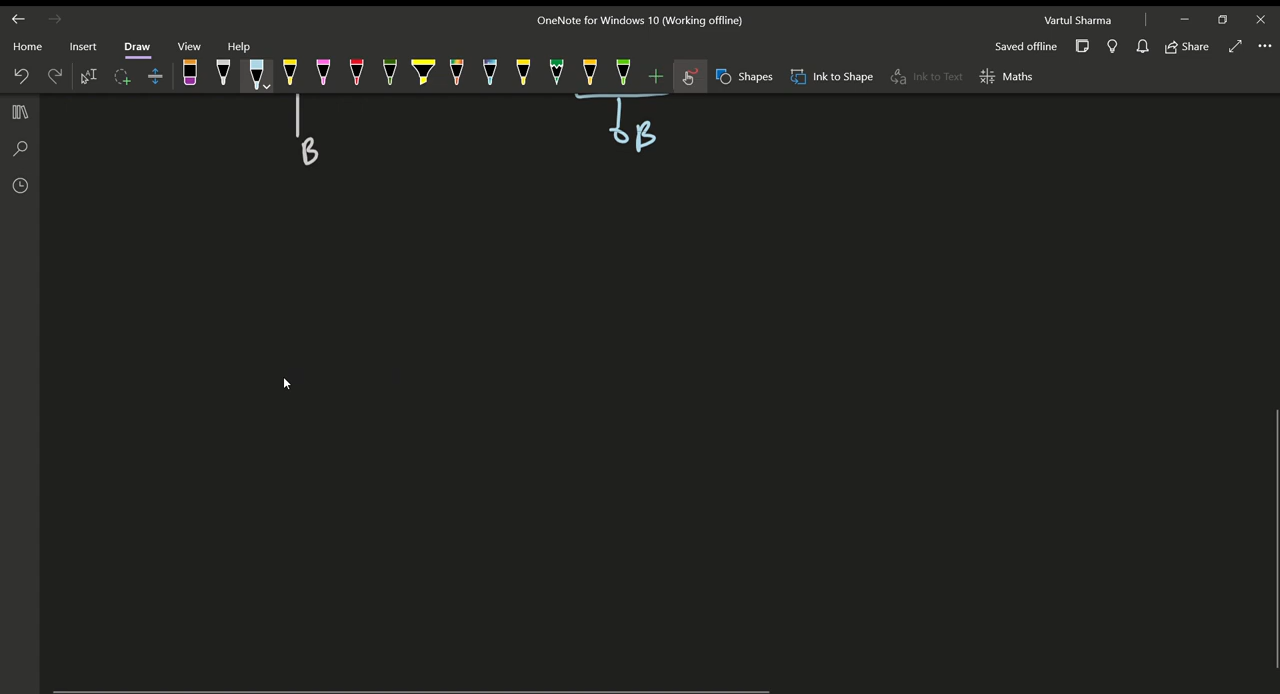 OneNote for Windows 10 (Working offline)
Vartul Sharma
Home Insert Draw View Help
Saved offline
Share
Shapes
Ink to Shape
Ink to Text
Maths
B
B